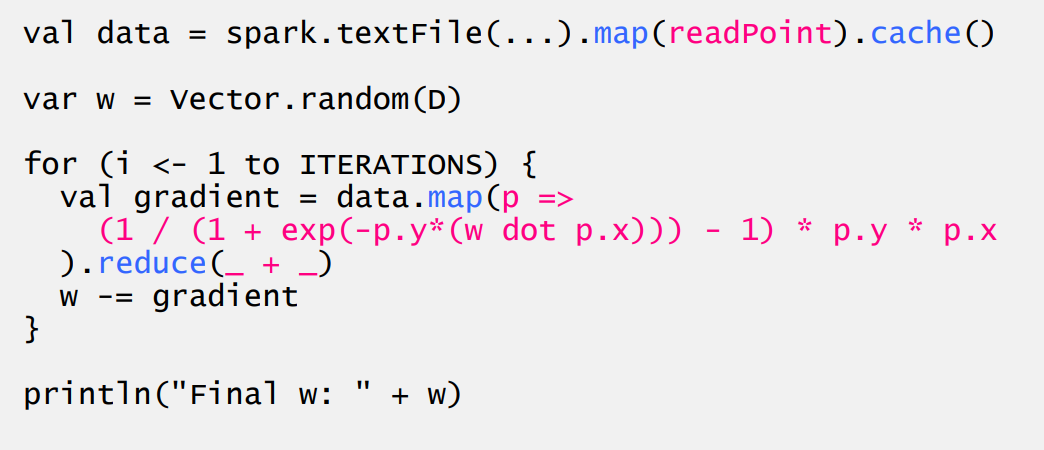 val data = spark.textFile(...).map(readPoint).cache()
var w = Vector.random(D)
for (i <- 1 to ITERATIONS) {
val gradient = data.map(p =>
(1 / (1 + exp(-p.y*(w dot p.x))) - 1) * p.y * p.x
).reduce(_ + _)
w -= gradient
}
println("Final w: " + w)